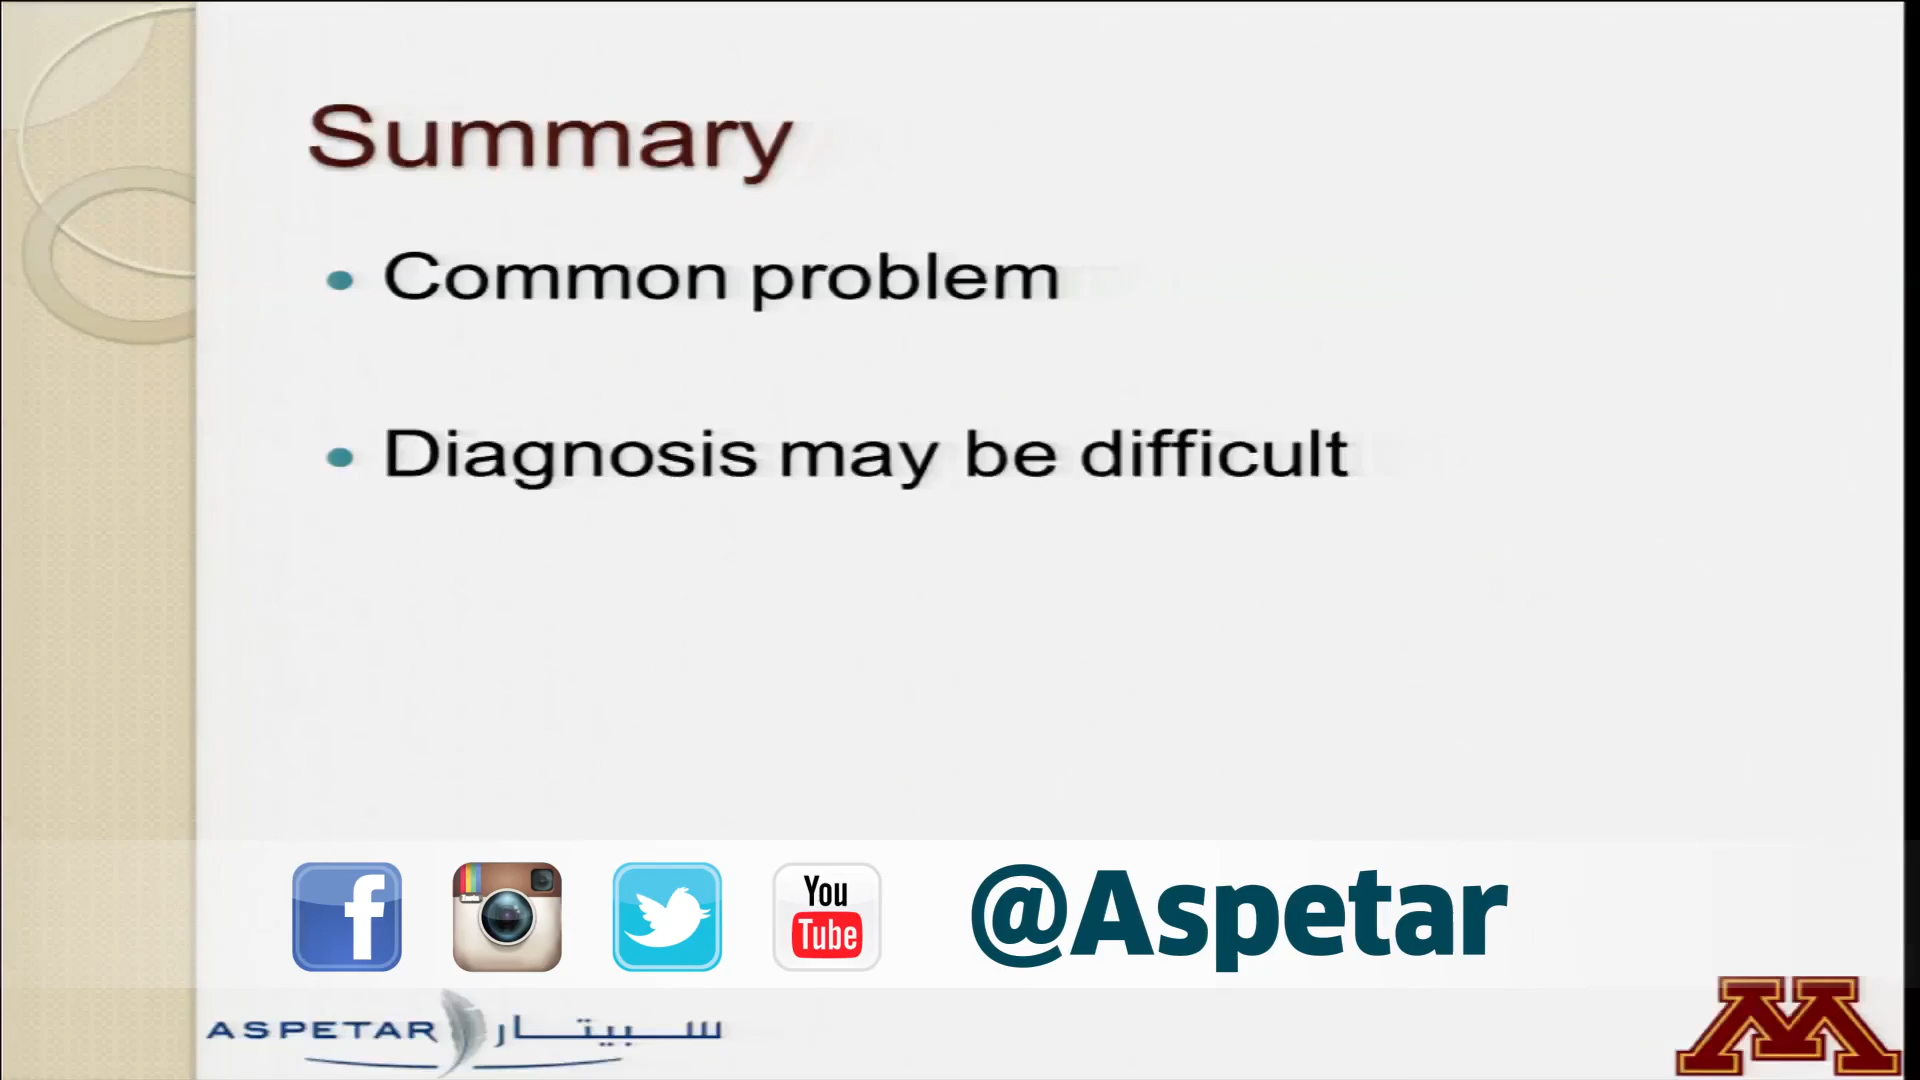 Summary
• Common problem
• Diagnosis may be difficult
f
You
Tube
@Aspetar
ASPETAR سبيتار
M